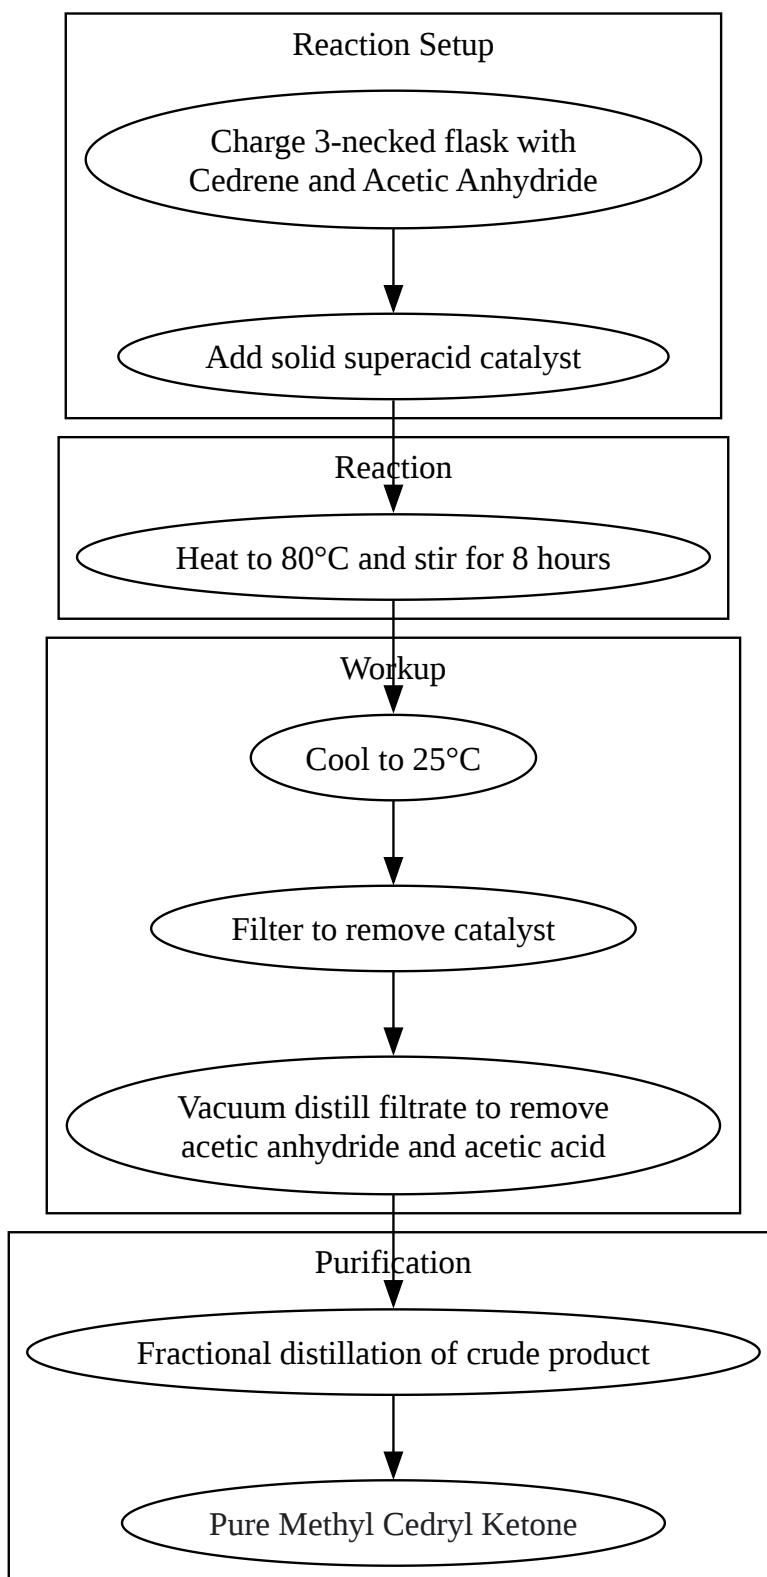 Reaction Setup
Charge 3-necked flask with
Cedrene and Acetic Anhydride
Add solid superacid catalyst
Reaction
Heat to 80°C and stir for 8 hours
Workup
Cool to 25°C
Filter to remove catalyst
Vacuum distill filtrate to remove
acetic anhydride and acetic acid
Purification
Fractional distillation of crude product
Pure Methyl Cedryl Ketone